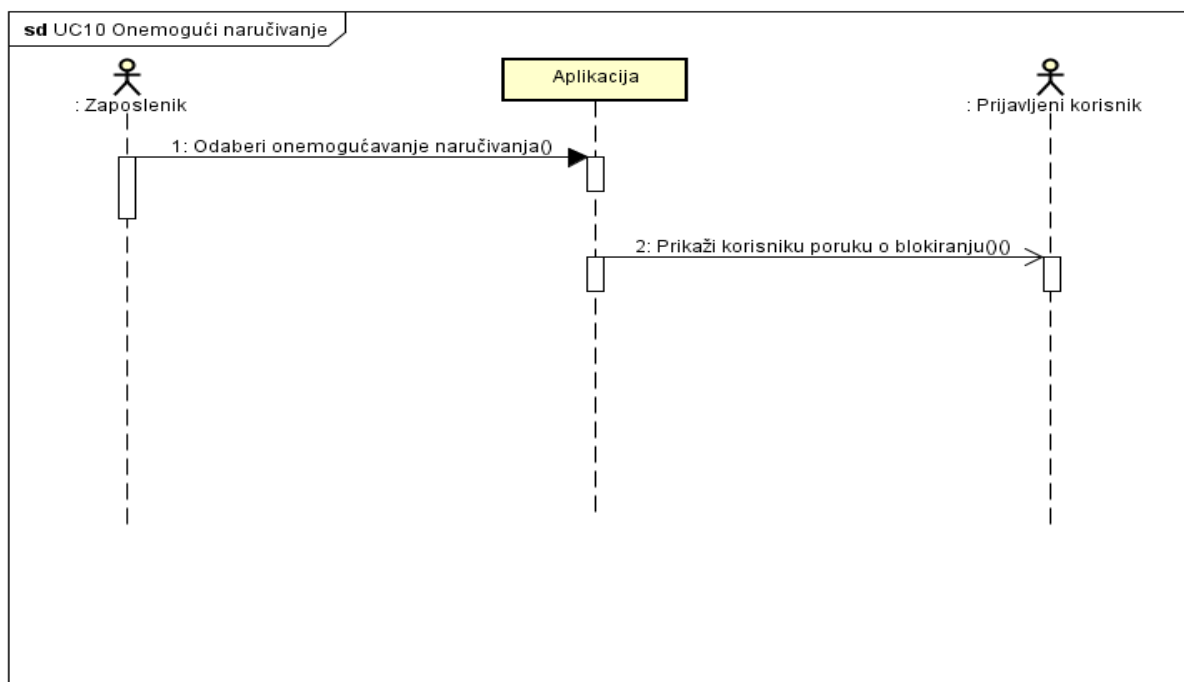 sd UC10 Onemogući naručivanje
: Zaposlenik
Aplikacija
: Prijavljeni korisnik
1: Odaberi onemogućavanje naručivanja()
2: Prikaži korisniku poruku o blokiranju()()